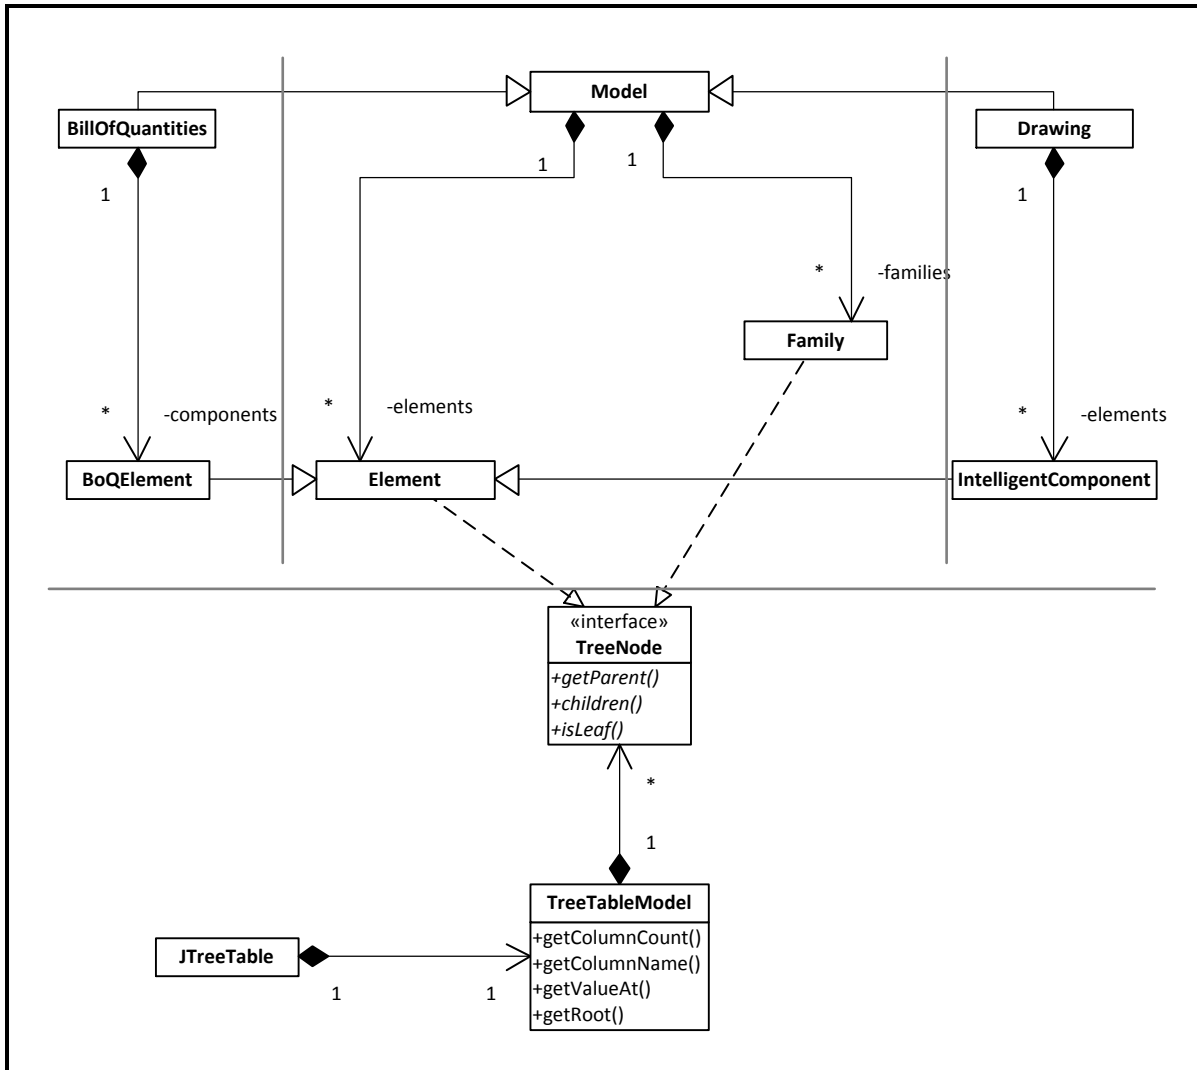 Model
BillOfQuantities
Drawing
1
1
1
1
*
-families
Family
*
-components
*
-elements
*
-elements
BoQElement
Element
IntelligentComponent
«interface»
TreeNode
+getParent()
+children()
+isLeaf()
*
1
TreeTableModel
+getColumnCount()
+getColumnName()
+getValueAt()
+getRoot()
JTreeTable
1
1